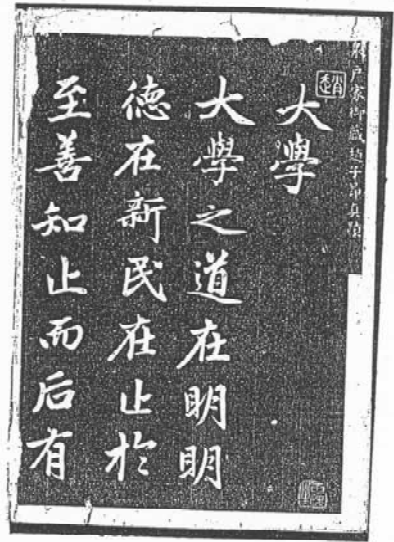 大學
大學之道在明明
德在新民在止於
至善知止而后有